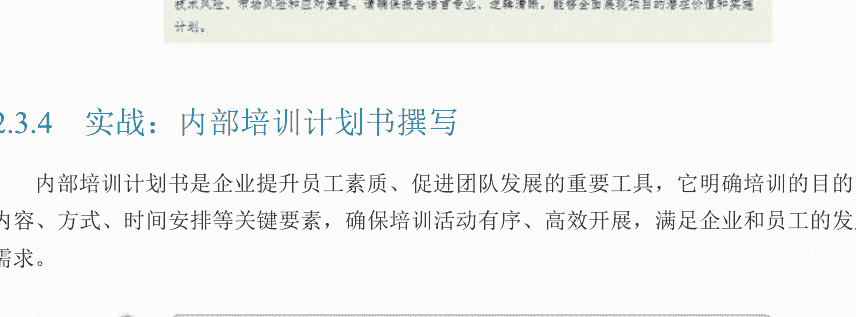 技术风险、市场风险和应对策略。请确保报告语言专业、逻辑清晰，能够全面展现项目的潜在价值和实施
计划。
2.3.4 实战：内部培训计划书撰写
内部培训计划书是企业提升员工素质、促进团队发展的重要工具，它明确培训的目的
内容、方式、时间安排等关键要素，确保培训活动有序、高效开展，满足企业和员工的发
需求。